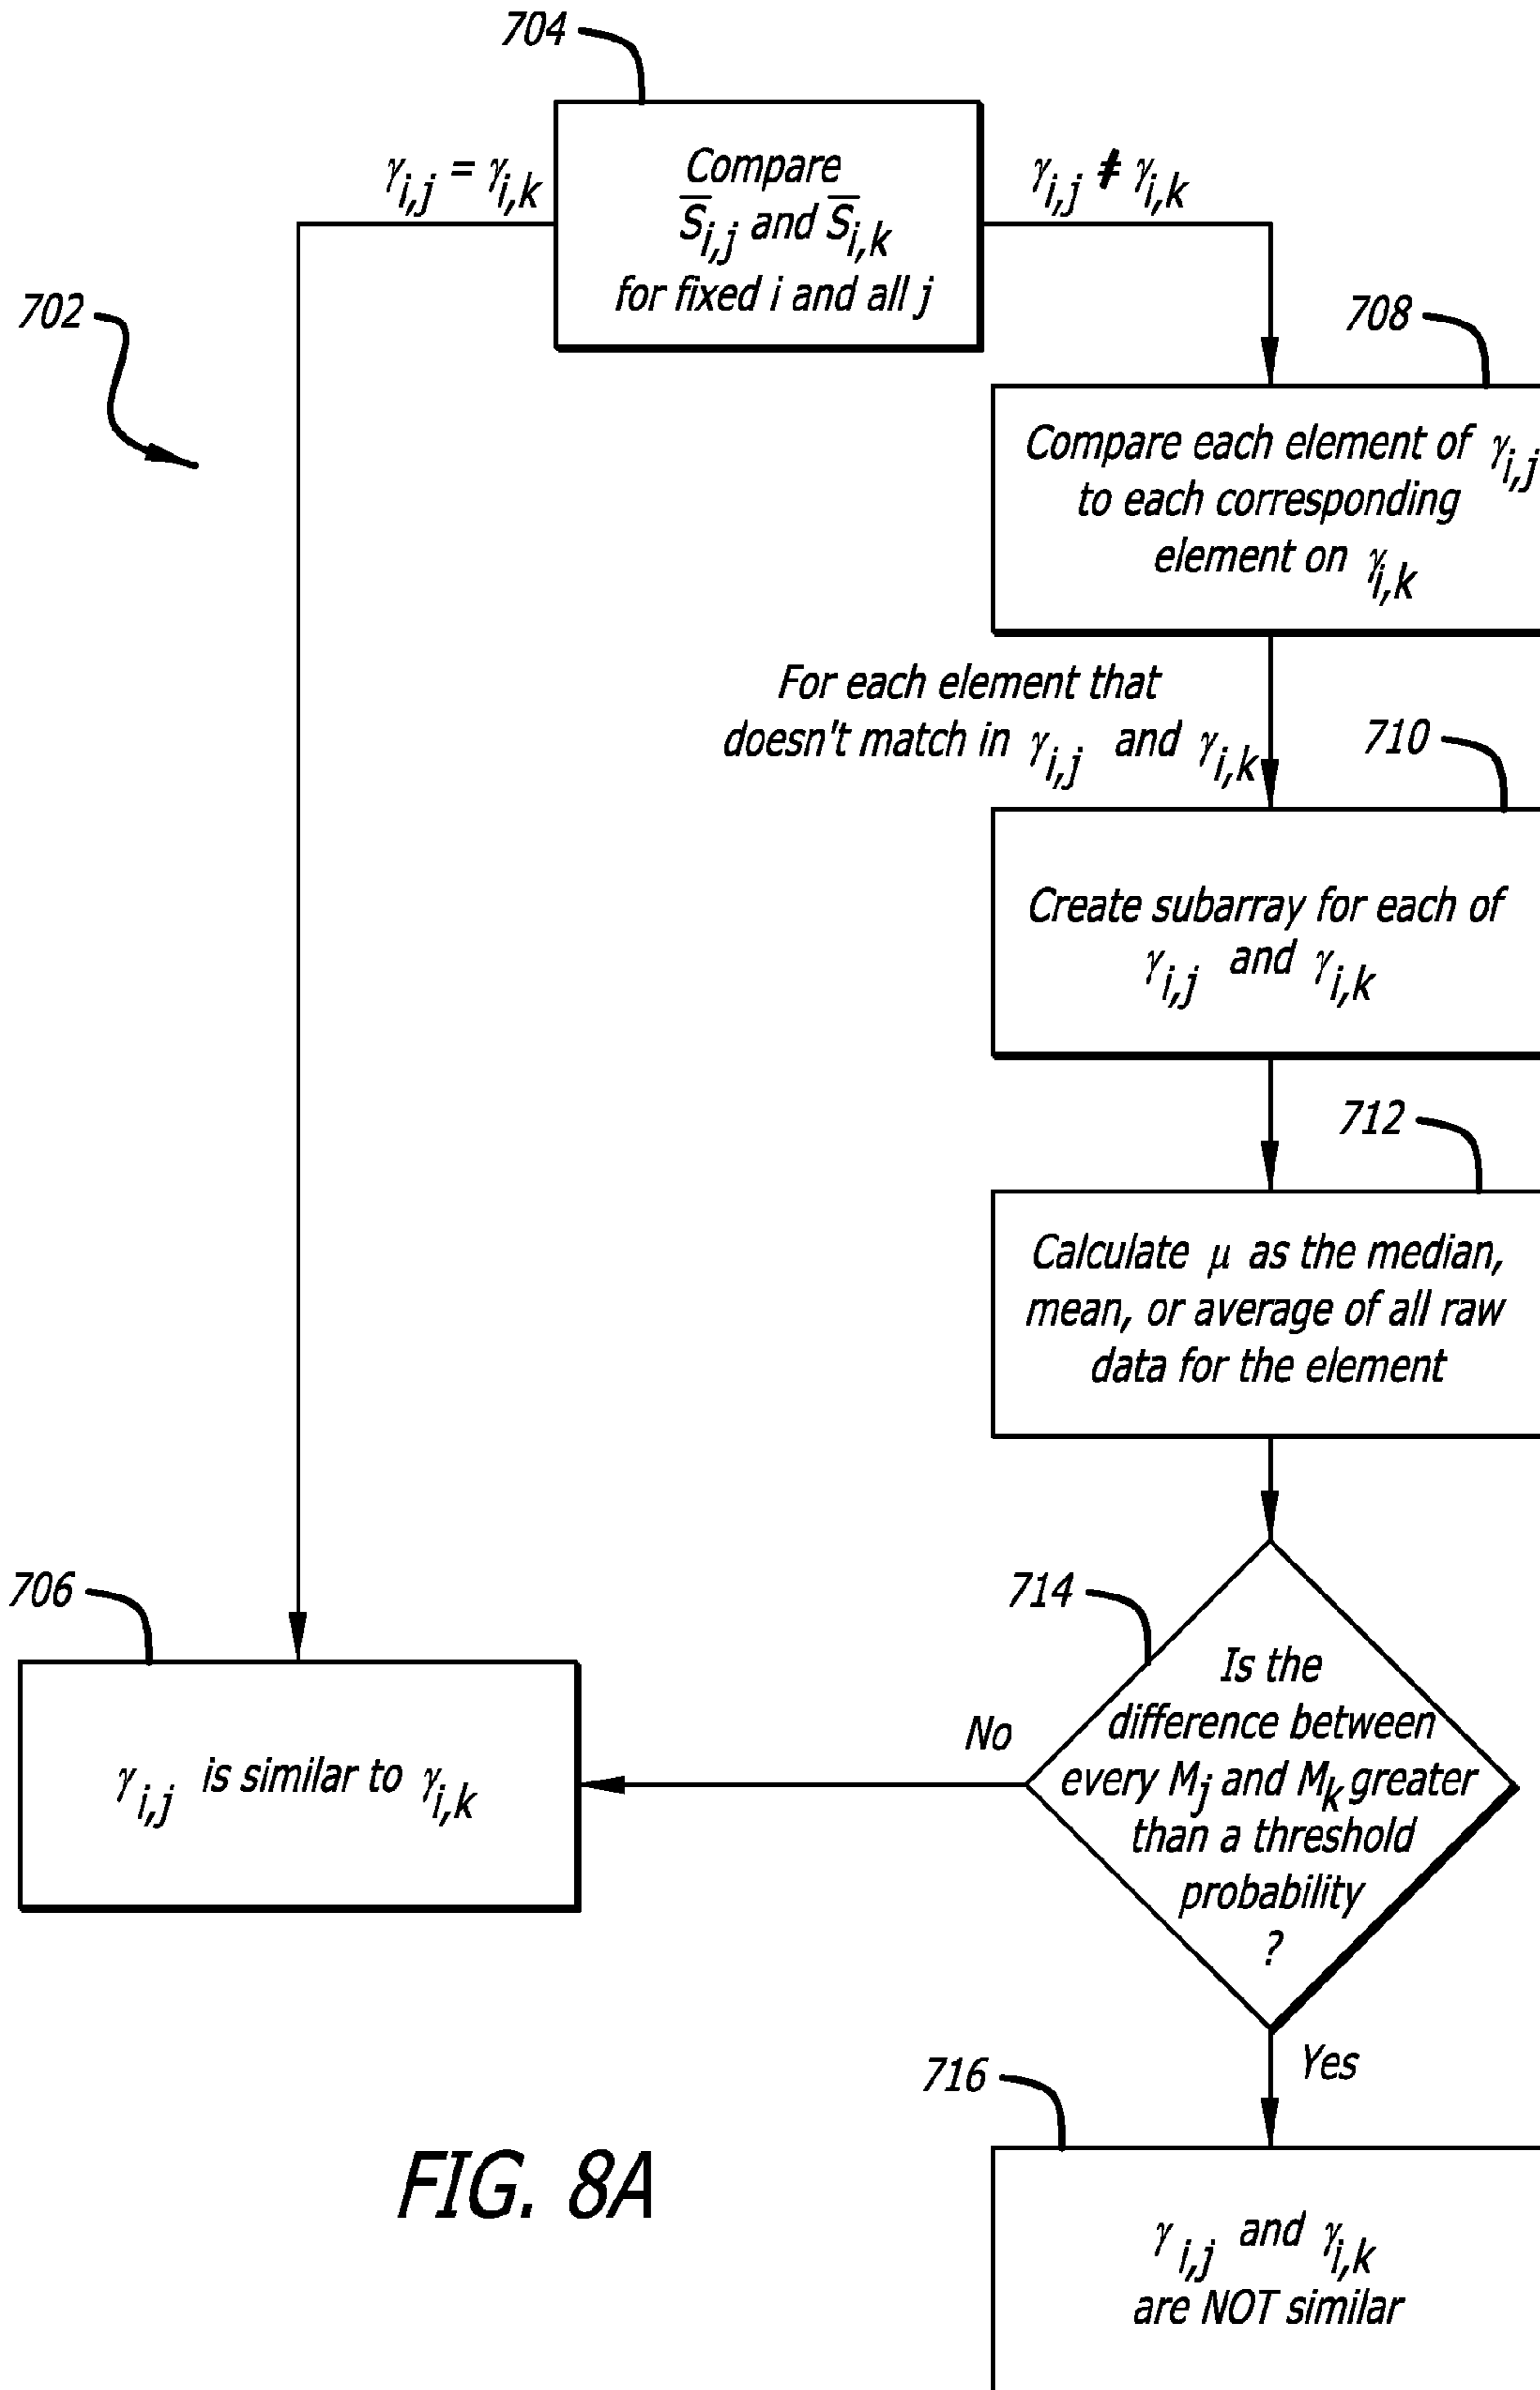 704
γi,j = γi,k
Compare
S̅i,j and S̅i,k
for fixed i and all j
γi,j ≠ γi,k
702
708
Compare each element of γi,j
to each corresponding
element on γi,k
For each element that
doesn't match in γi,j and γi,k
710
Create subarray for each of
γi,j and γi,k
712
Calculate μ as the median,
mean, or average of all raw
data for the element
706
714
γi,j is similar to γi,k
No
Is the
difference between
every Mj and Mk greater
than a threshold
probability
?
Yes
716
γi,j and γi,k
are NOT similar
FIG. 8A